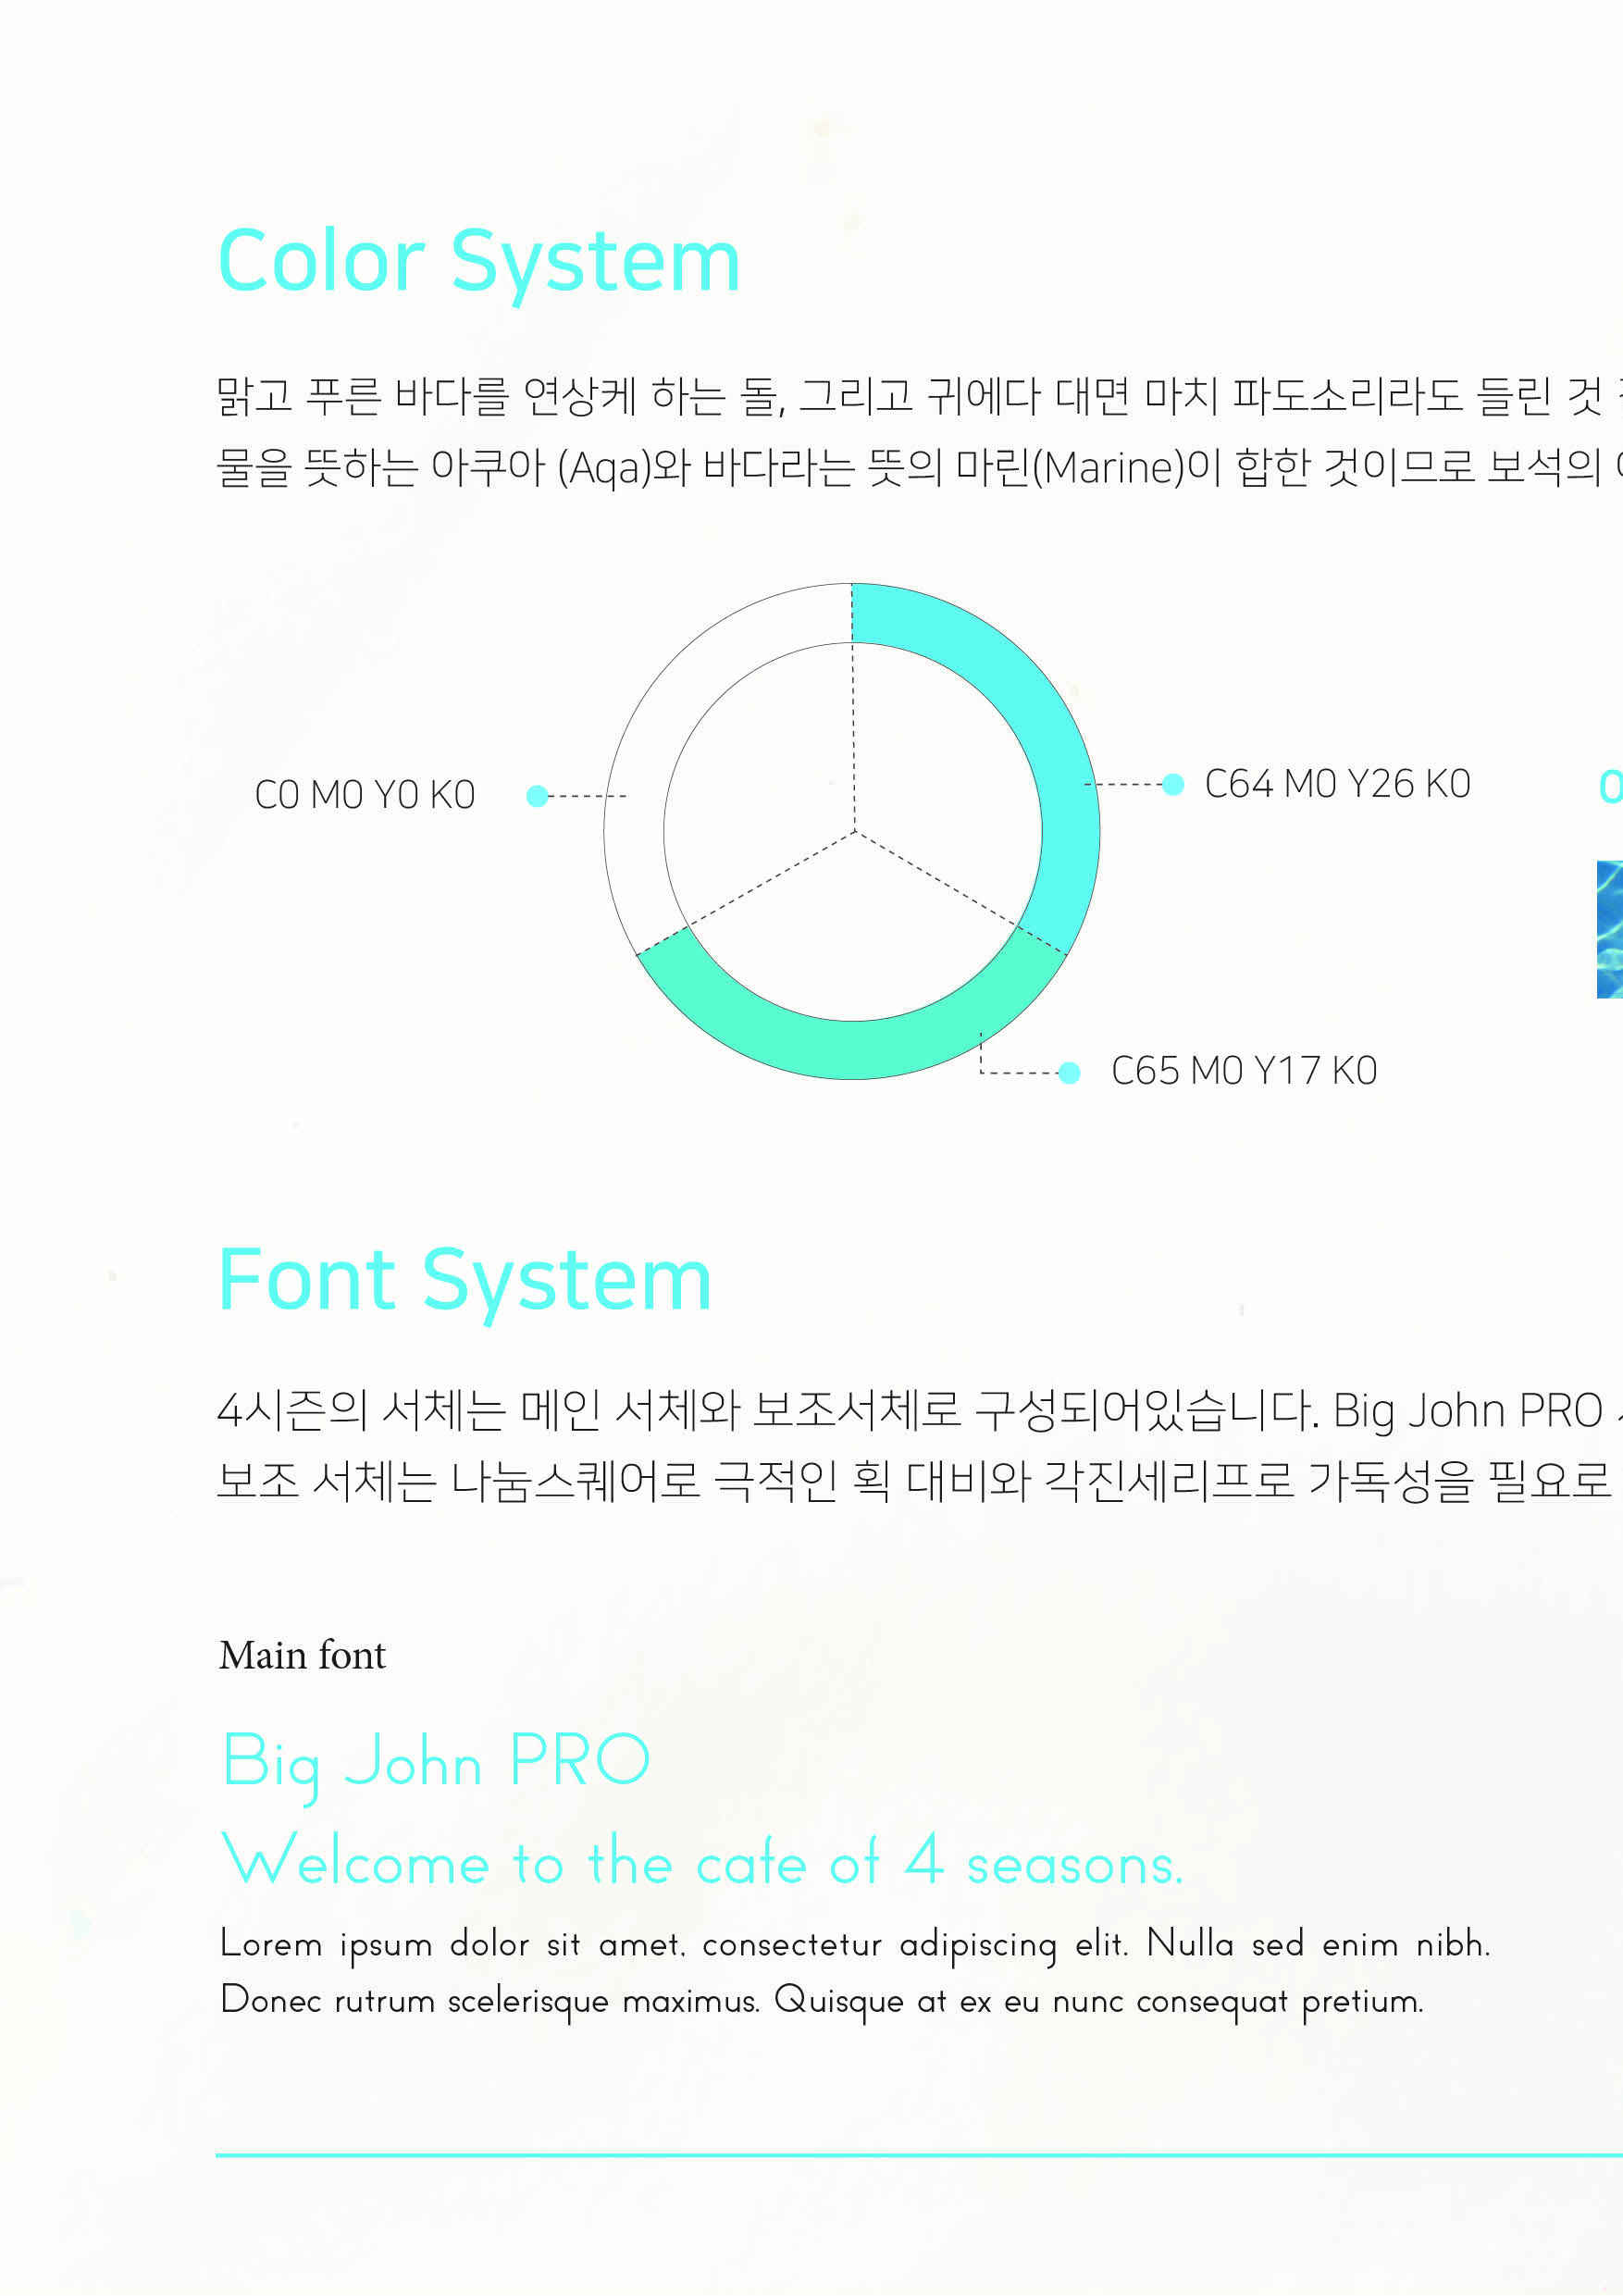 Color System
맑고 푸른 바다를 연상케 하는 돌, 그리고 귀에다 대면 마치 파도소리라도 들린 것
물을 뜻하는 아쿠아 (Aqa)와 바다라는 뜻의 마린(Marine)이 합한 것이므로 보석의
C0 M0 Y0 K0
C64 M0 Y26 K0
C65 M0 Y17 K0
Font System
4시즌의 서체는 메인 서체와 보조서체로 구성되어있습니다. Big John PRO
보조 서체는 나눔스퀘어로 극적인 획 대비와 각진세리프로 가독성을 필요로
Main font
Big John PRO
Welcome to the cafe of 4 seasons.
Lorem ipsum dolor sit amet, consectetur adipiscing elit. Nulla sed enim nibh.
Donec rutrum scelerisque maximus. Quisque at ex eu nunc consequat pretium.